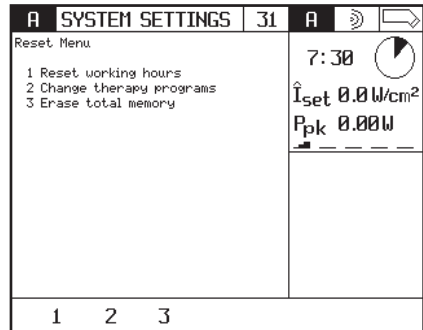 A SYSTEM SETTINGS 31 A
Reset Menu
1 Reset working hours
2 Change therapy programs
3 Erase total memory
7:30
Îset 0.0W/cm²
Ppk 0.00W
1 2 3